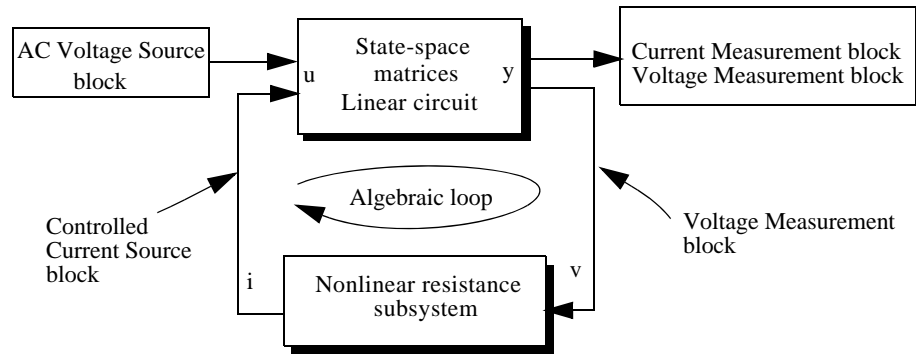 AC Voltage Source
block
u
State-space
matrices
Linear circuit
y
Current Measurement block
Voltage Measurement block
Algebraic loop
Controlled
Current Source
block
Voltage Measurement
block
i
Nonlinear resistance
subsystem
v